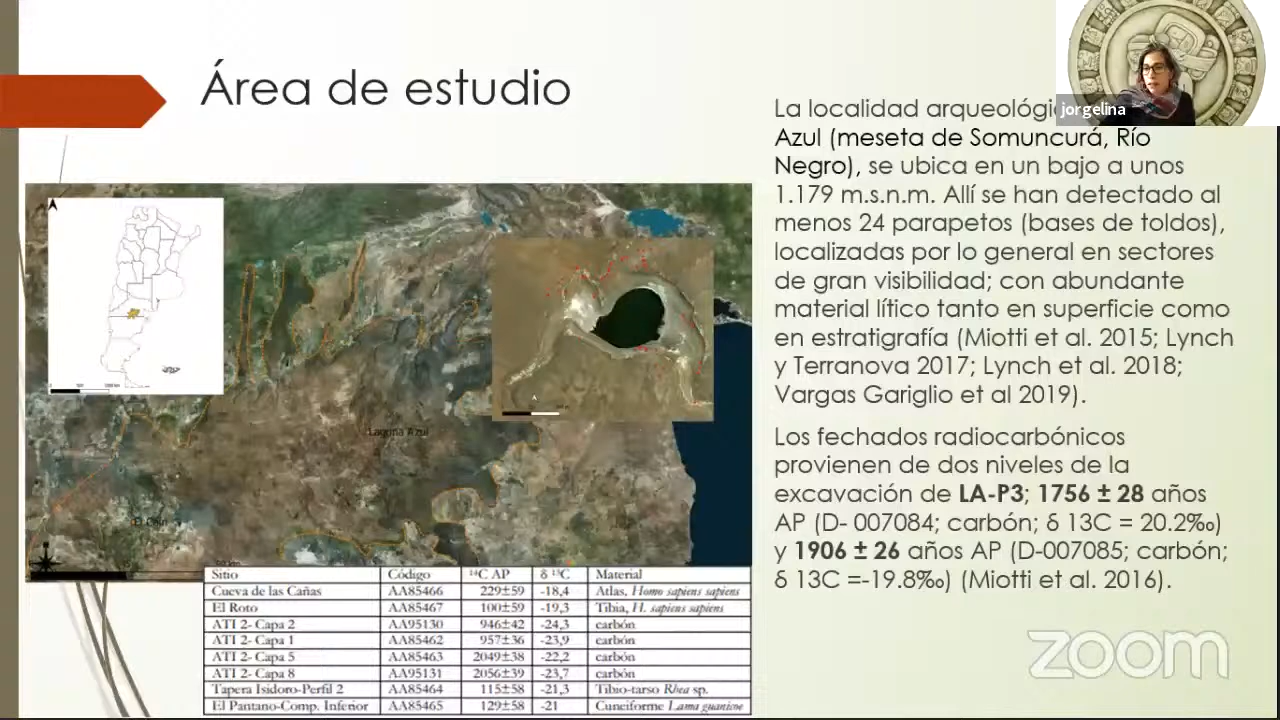 Área de estudio
jorgelina
La localidad
Azul (meseta de Somuncurá, Río
Negro), se ubica en un bajo a unos
1.179 m.s.n.m. Allí se han detectado al
menos 24 parapetos (bases de toldos),
localizadas por lo general en sectores
de gran visibilidad; con abundante
material lítico tanto en superficie como
en estratigrafía (Miotti et al. 2015; Lynch
y Terranova 2017; Lynch et al. 2018;
Vargas Gariglio et al 2019).
Los fechados radiocarbónicos
provienen de dos niveles de la
excavación de LA-P3; 1756 ± 28 años
AP (D- 007084; carbón; δ 13C = 20.2‰)
y 1906 ± 26 años AP (D-007085; carbón;
δ 13C =-19.8‰) (Miotti et al. 2016).
Laguna Azul
Sitio Código ¹⁴C AP δ ¹³C Material
Cueva de las Cañas AA85466 229±59 -18,4 Atlas, Homo sapiens sapiens
El Roto AA85467 100±59 -19,3 Tibia, H. sapiens sapiens
ATI 2- Capa 2 AA95130 946±42 -24,3 carbón
ATI 2- Capa 1 AA85462 957±36 -23,9 carbón
ATI 2- Capa 5 AA85463 2049±38 -22,2 carbón
ATI 2- Capa 8 AA95131 2056±39 -23,7 carbón
Tapera Isidoro-Perfil 2 AA85464 115±58 -21,3 Tibio-tarso Rhea sp.
El Pantano-Comp. Inferior AA85465 129±58 -21 Cuneiforme Lama guanicoe
zoom